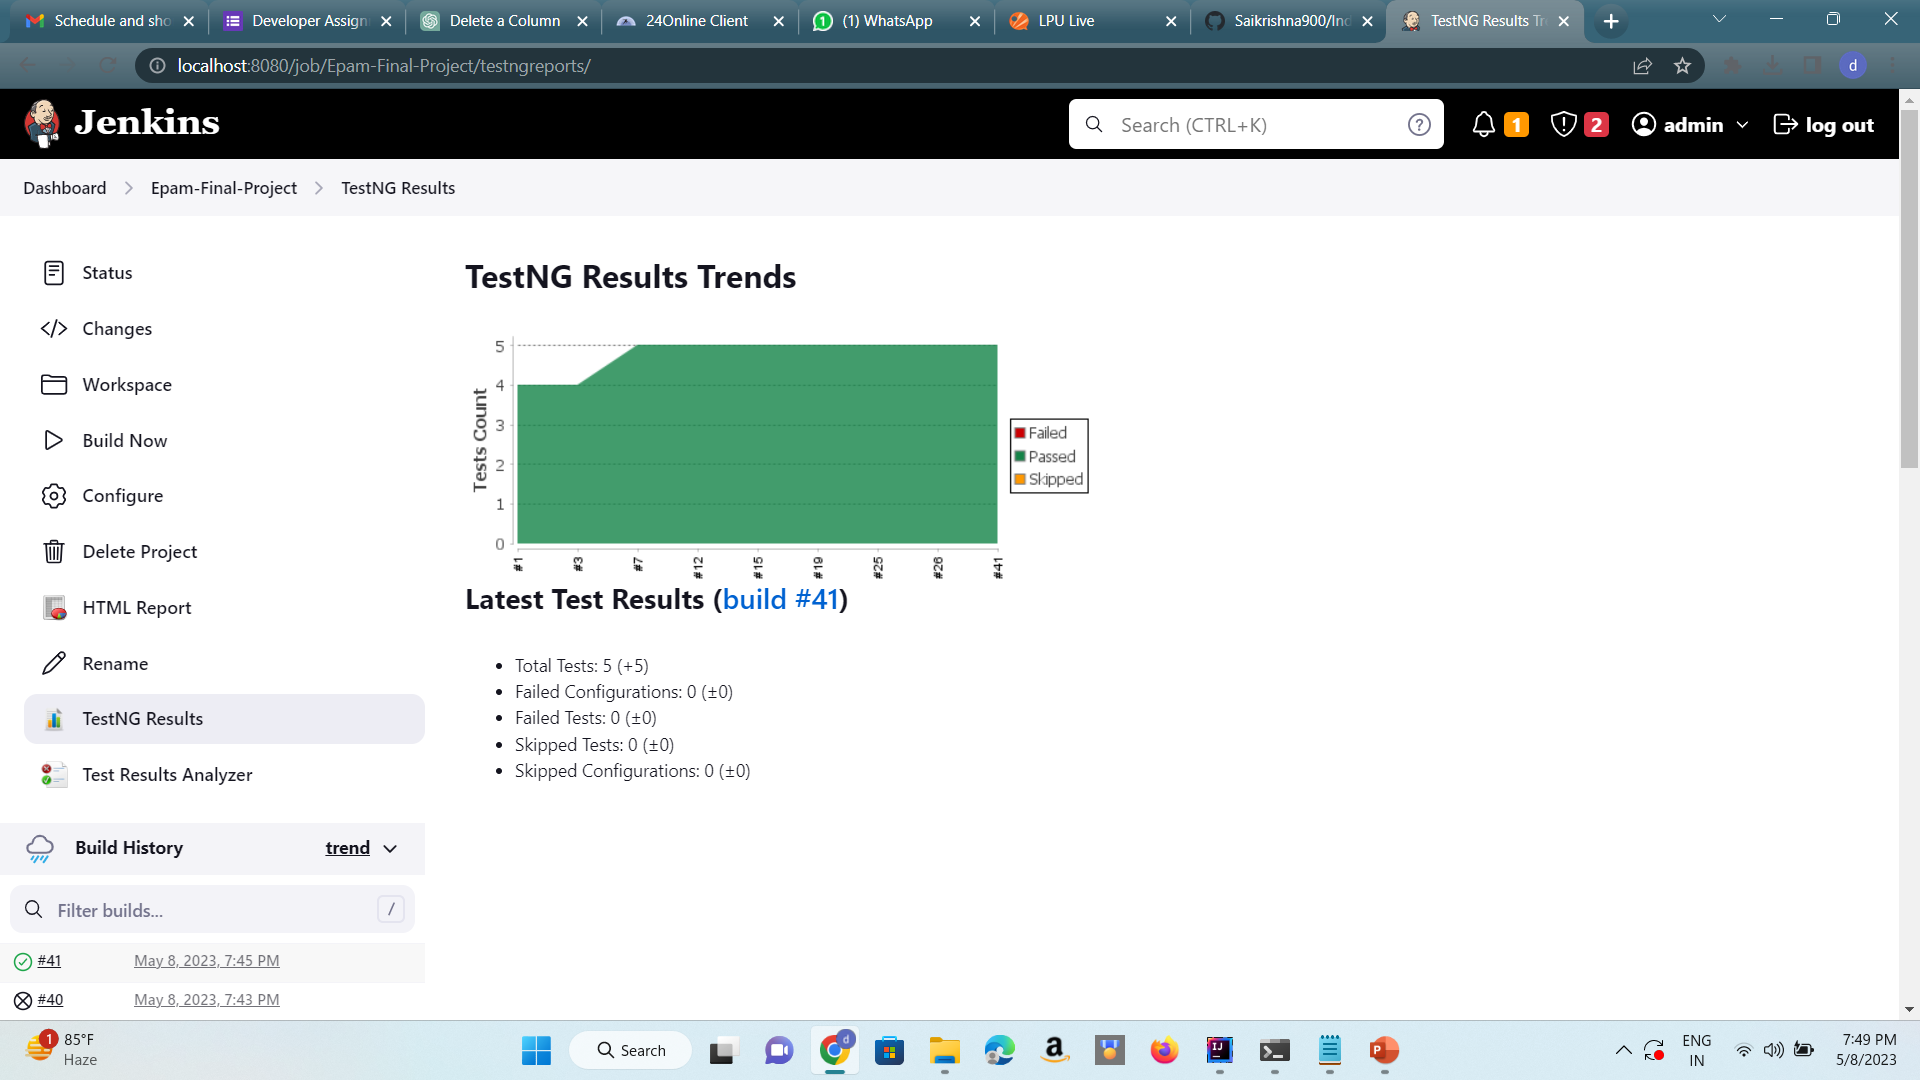 Schedule and sho
Developer Assign
Delete a Column
24Online Client
(1) WhatsApp
LPU Live
Saikrishna900/Ind
TestNG Results Tr
localhost:8080/job/Epam-Final-Project/testngreports/
d
Jenkins
Search (CTRL+K)
?
1
2
admin
log out
Dashboard
Epam-Final-Project
TestNG Results
Status
Changes
Workspace
Build Now
Configure
Delete Project
HTML Report
Rename
TestNG Results
Test Results Analyzer
Build History
trend
Filter builds...
/
#41
May 8, 2023, 7:45 PM
#40
May 8, 2023, 7:43 PM
TestNG Results Trends
Tests Count
5
4
3
2
1
0
#1
#3
#7
#12
#15
#19
#25
#26
#41
Failed
Passed
Skipped
Latest Test Results (build #41)
Total Tests: 5 (+5)
Failed Configurations: 0 (±0)
Failed Tests: 0 (±0)
Skipped Tests: 0 (±0)
Skipped Configurations: 0 (±0)
1
85°F
Haze
Search
d
ENG
IN
7:49 PM
5/8/2023